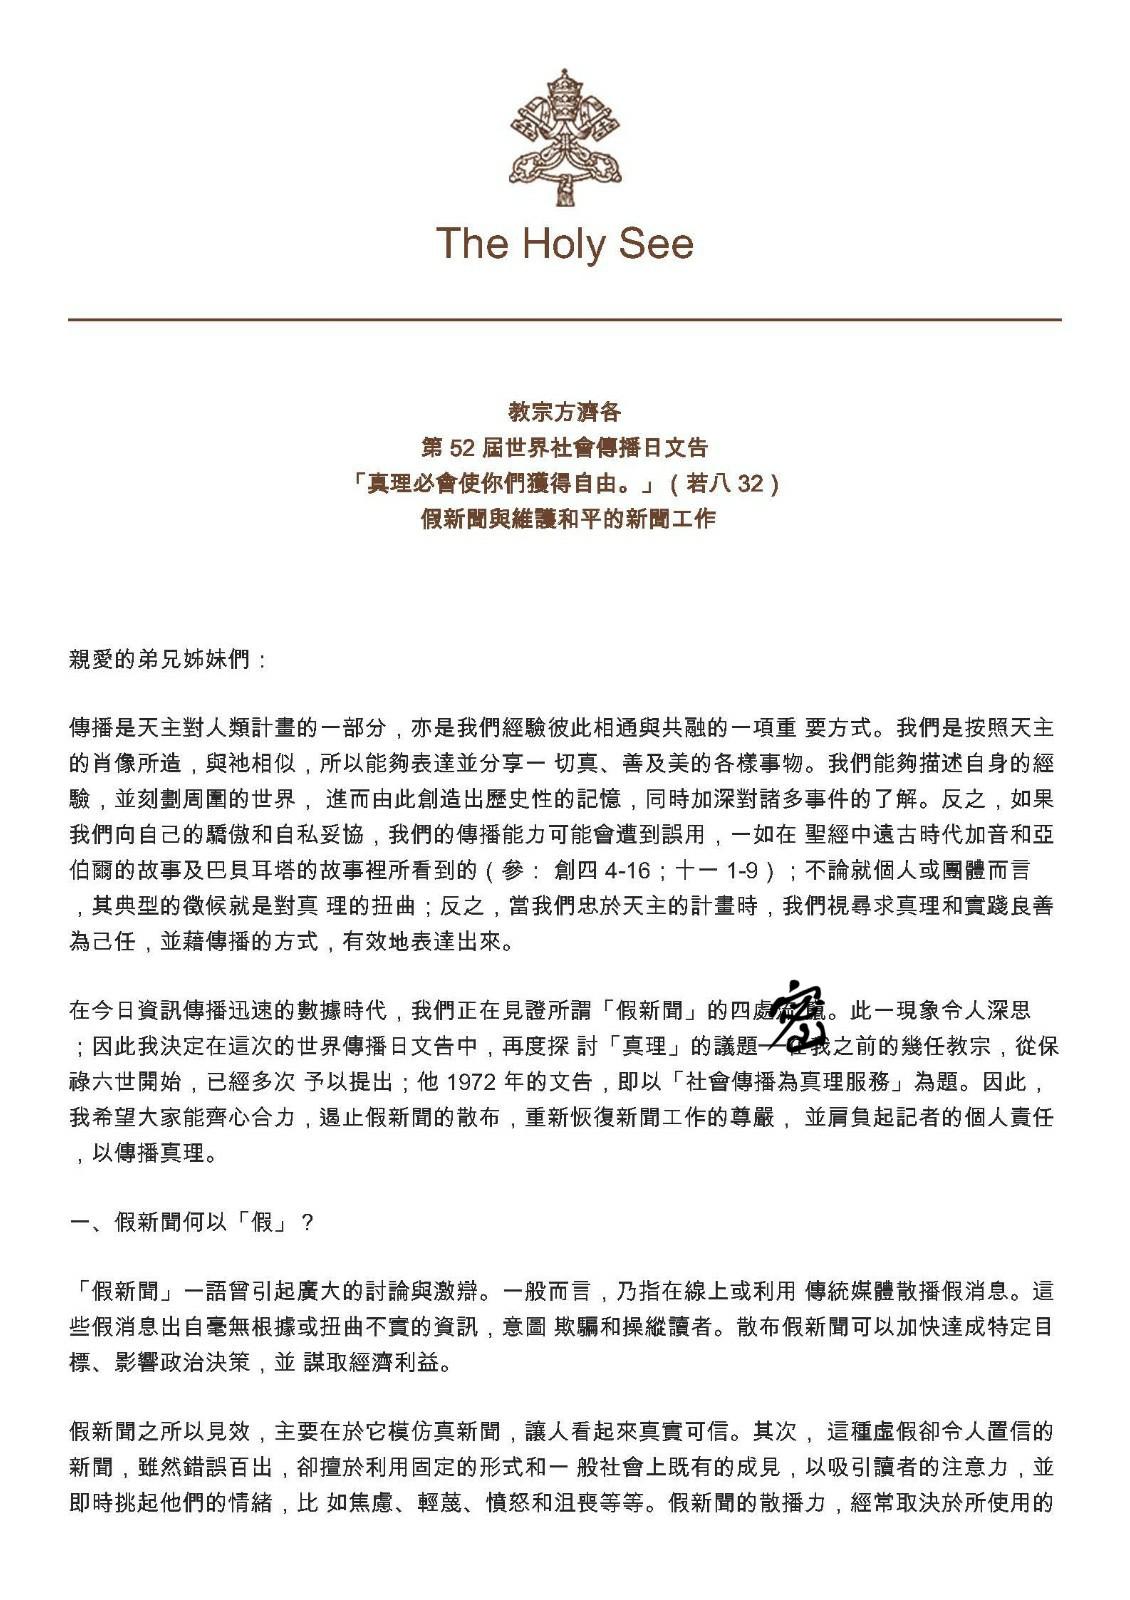 The Holy See
教宗方濟各
第 52 屆世界社會傳播日文告
「真理必會使你們獲得自由。」（若八 32）
假新聞與維護和平的新聞工作
親愛的弟兄姊妹們：
傳播是天主對人類計畫的一部分，亦是我們經驗彼此相通與共融的一項重 要方式。我們是按照天主
的肖像所造，與祂相似，所以能夠表達並分享一 切真、善及美的各樣事物。我們能夠描述自身的經
驗，並刻劃周圍的世界， 進而由此創造出歷史性的記憶，同時加深對諸多事件的了解。反之，如果
我們向自己的驕傲和自私妥協，我們的傳播能力可能會遭到誤用，一如在 聖經中遠古時代加音和亞
伯爾的故事及巴貝耳塔的故事裡所看到的（參： 創四 4-16；十一 1-9）；不論就個人或團體而言
，其典型的徵候就是對真 理的扭曲；反之，當我們忠於天主的計畫時，我們視尋求真理和實踐良善
為己任，並藉傳播的方式，有效地表達出來。
在今日資訊傳播迅速的數據時代，我們正在見證所謂「假新聞」的四處。此一現象令人深思
；因此我決定在這次的世界傳播日文告中，再度探 討「真理」的議題我之前的幾任教宗，從保
祿六世開始，已經多次 予以提出；他 1972 年的文告，即以「社會傳播為真理服務」為題。因此，
我希望大家能齊心合力，遏止假新聞的散布，重新恢復新聞工作的尊嚴， 並肩負起記者的個人責任
，以傳播真理。
一、假新聞何以「假」？
「假新聞」一語曾引起廣大的討論與激辯。一般而言，乃指在線上或利用 傳統媒體散播假消息。這
些假消息出自毫無根據或扭曲不實的資訊，意圖 欺騙和操縱讀者。散布假新聞可以加快達成特定目
標、影響政治決策，並 謀取經濟利益。
假新聞之所以見效，主要在於它模仿真新聞，讓人看起來真實可信。其次， 這種虛假卻令人置信的
新聞，雖然錯誤百出，卻擅於利用固定的形式和一 般社會上既有的成見，以吸引讀者的注意力，並
即時挑起他們的情緒，比 如焦慮、輕蔑、憤怒和沮喪等等。假新聞的散播力，經常取決於所使用的
密